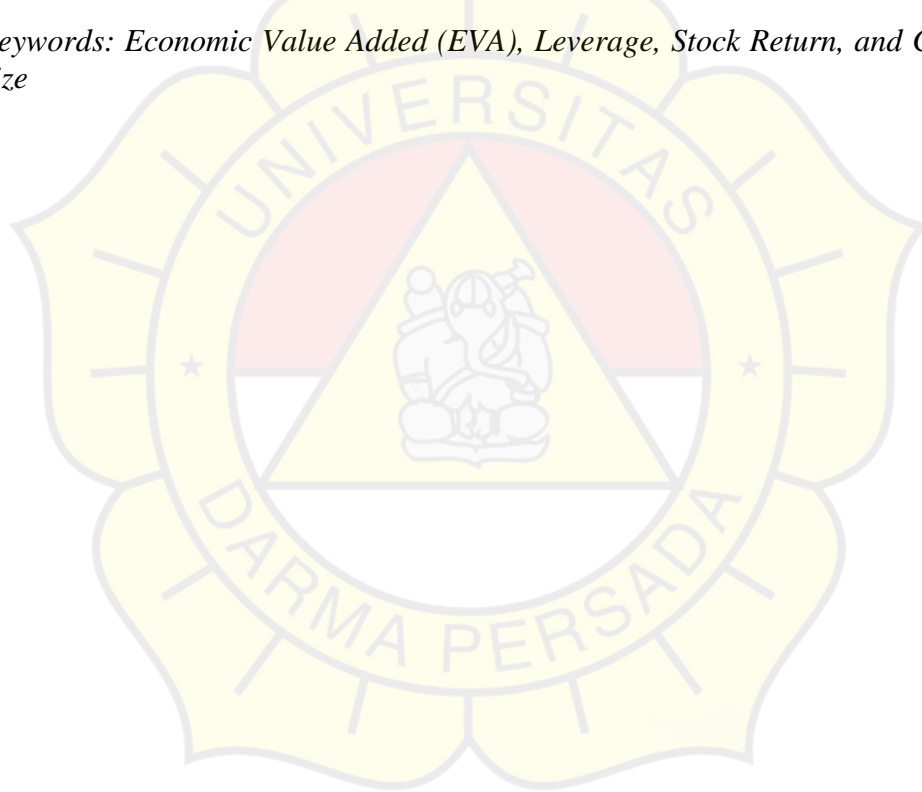 eywords: Economic Value Added (EVA), Leverage, Stock Return, and
ze
UNIVERSITAS
DARMA PERSADA